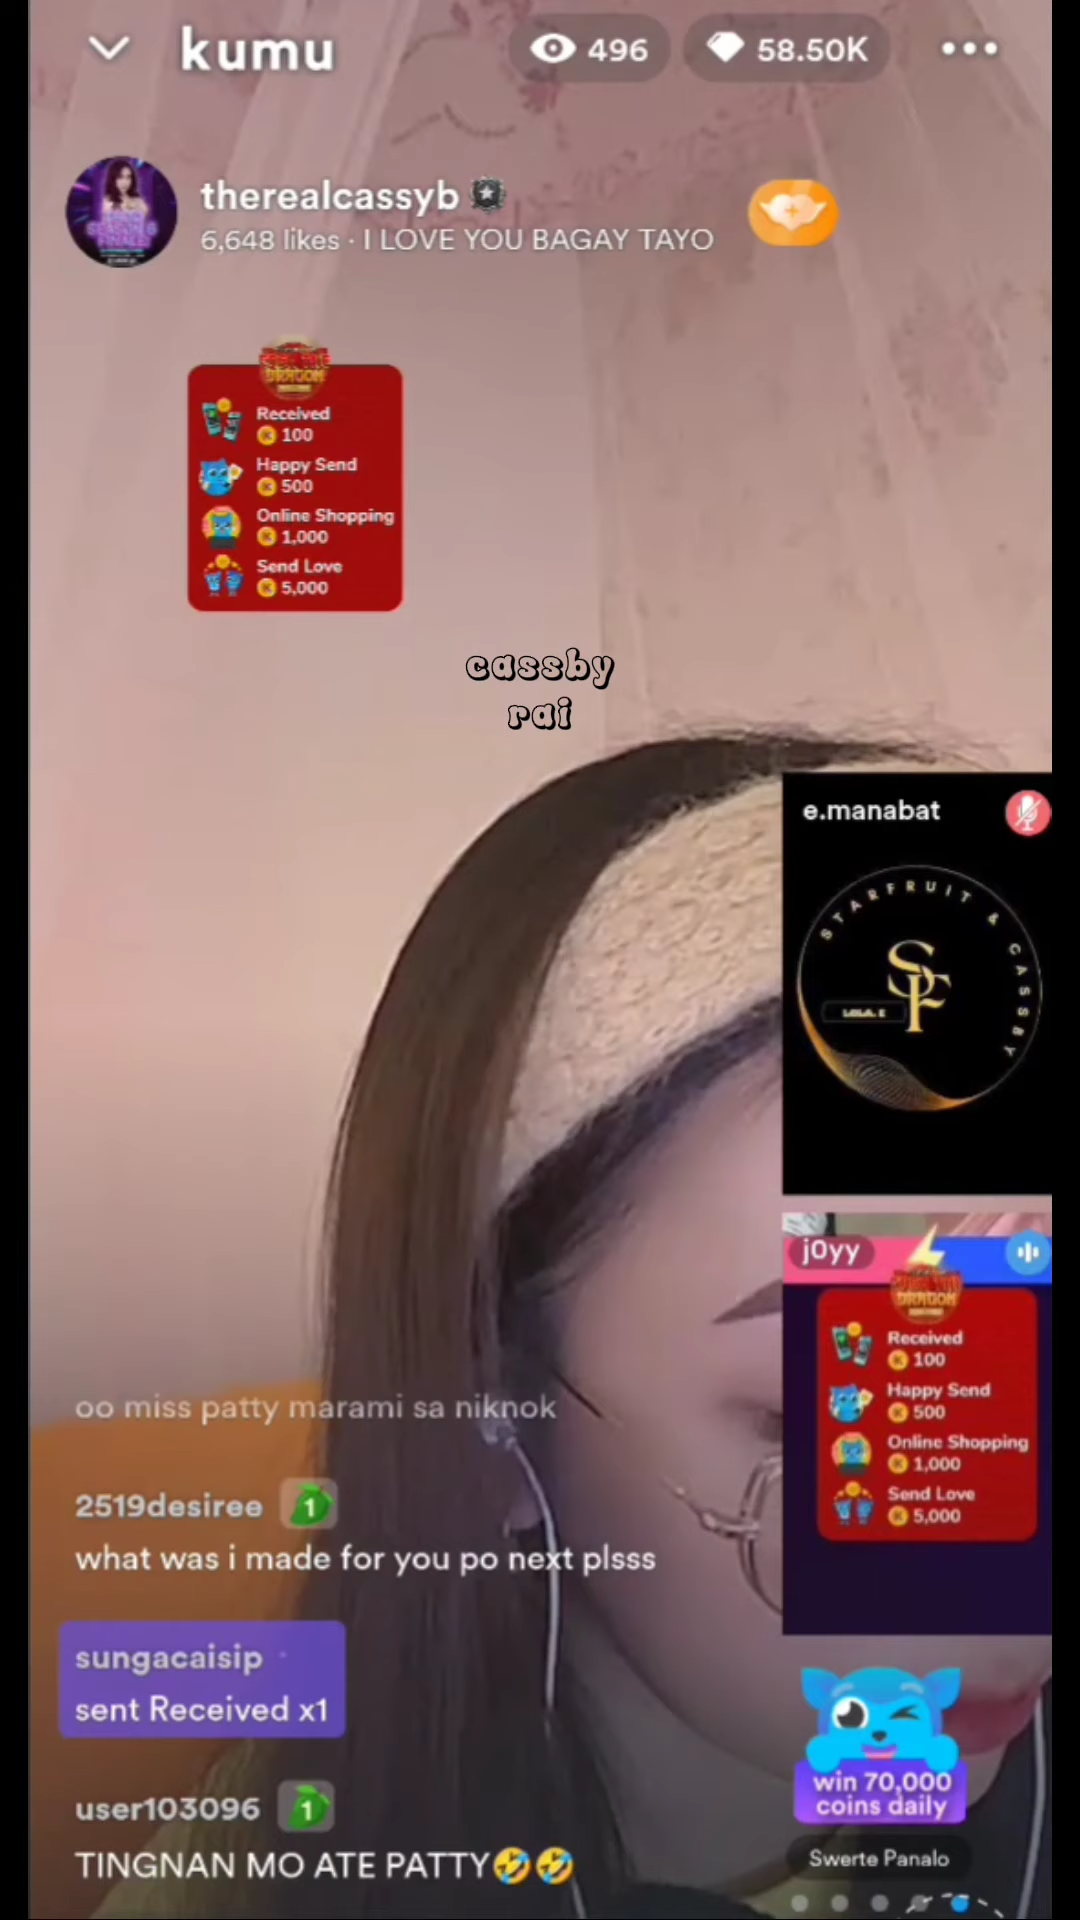 kumu
496
58.50K
therealcassyb
6,648 likes · I LOVE YOU BAGAY TAYO
DRAGON
Received
100
Happy Send
500
Online Shopping
1,000
Send Love
5,000
cassby
rai
e.manabat
STARFRUIT & CASSBY
SF
LOLA. E
j0yy
DRAGON
Received
100
Happy Send
500
Online Shopping
1,000
Send Love
5,000
oo miss patty marami sa niknok
2519desiree 1
what was i made for you po next plsss
sungacaisip
sent Received x1
user103096 1
TINGNAN MO ATE PATTY🤣🤣
win 70,000
coins daily
Swerte Panalo